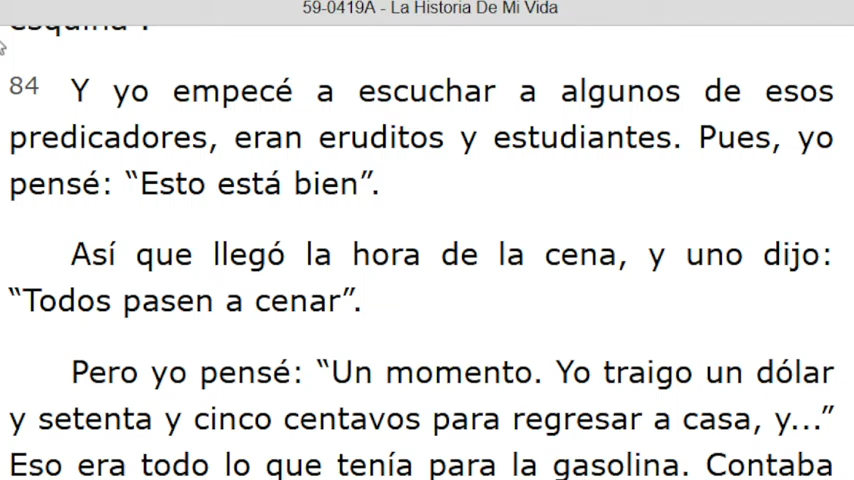 59-0419A - La Historia De Mi Vida
esquina".
84 Y yo empecé a escuchar a algunos de esos
predicadores, eran eruditos y estudiantes. Pues, yo
pensé: “Esto está bien”.
Así que llegó la hora de la cena, y uno dijo:
“Todos pasen a cenar”.
Pero yo pensé: “Un momento. Yo traigo un dólar
y setenta y cinco centavos para regresar a casa, y...”
Eso era todo lo que tenía para la gasolina. Contaba